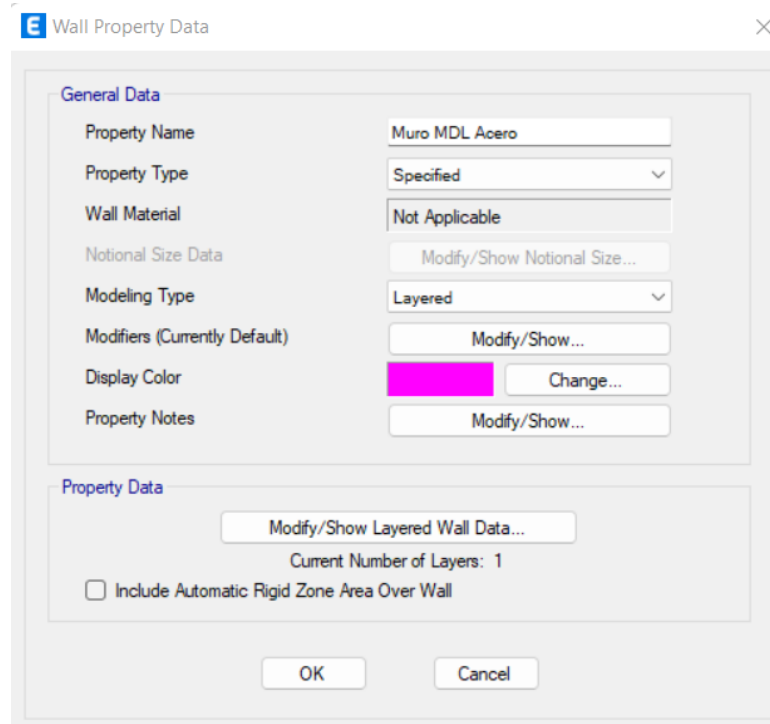 E Wall Property Data
General Data
Property Name Muro MDL Acero
Property Type Specified
Wall Material Not Applicable
Notional Size Data Modify/Show Notional Size...
Modeling Type Layered
Modifiers (Currently Default) Modify/Show...
Display Color Change...
Property Notes Modify/Show...
Property Data
Modify/Show Layered Wall Data...
Current Number of Layers: 1
Include Automatic Rigid Zone Area Over Wall
OK Cancel